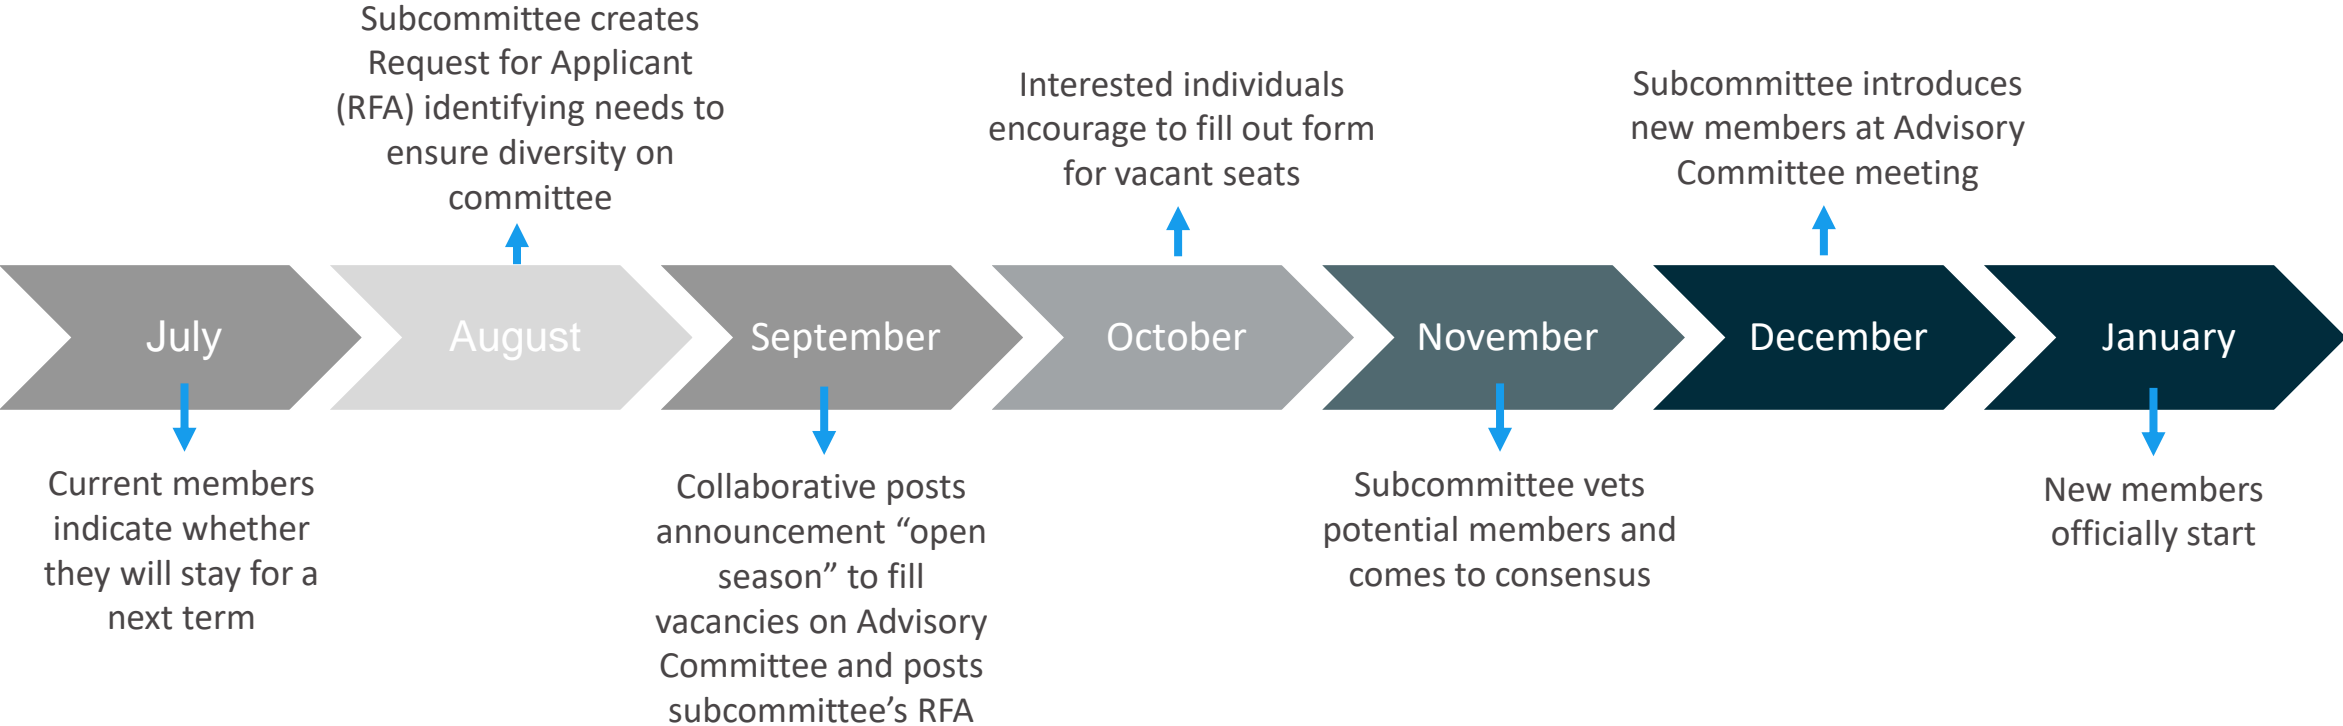 Subcommittee creates
Request for Applicant
(RFA) identifying needs to
ensure diversity on
committee
Interested individuals
encourage to fill out form
for vacant seats
Subcommittee introduces
new members at Advisory
Committee meeting
July
August
September
October
November
December
January
Current members
indicate whether
they will stay for a
next term
Collaborative posts
announcement “open
season” to fill
vacancies on Advisory
Committee and posts
subcommittee’s RFA
Subcommittee vets
potential members and
comes to consensus
New members
officially start